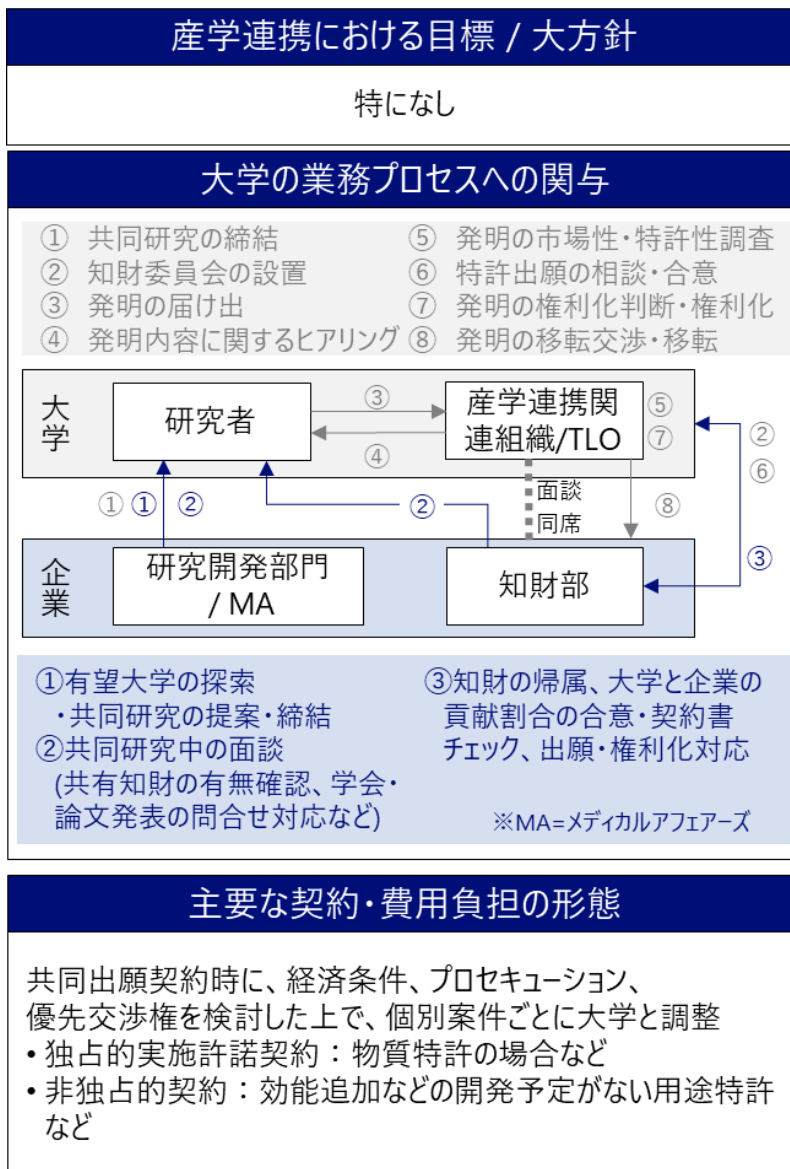 産学連携における目標 / 大方針
特になし
大学の業務プロセスへの関与
① 共同研究の締結
② 知財委員会の設置
③ 発明の届け出
④ 発明内容に関するヒアリング
⑤ 発明の市場性・特許性調査
⑥ 特許出願の相談・合意
⑦ 発明の権利化判断・権利化
⑧ 発明の移転交渉・移転
大学
研究者
③
④
産学連携関
連組織/TLO
⑤
⑦
②
⑥
① ① ②
②
面談
同席
⑧
③
企業
研究開発部門
/ MA
知財部
①有望大学の探索
・共同研究の提案・締結
②共同研究中の面談
(共有知財の有無確認、学会・
論文発表の問合せ対応など)
③知財の帰属、大学と企業の
貢献割合の合意・契約書
チェック、出願・権利化対応
※MA=メディカルアフェアーズ
主要な契約・費用負担の形態
共同出願契約時に、経済条件、プロセキューション、
優先交渉権を検討した上で、個別案件ごとに大学と調整
• 独占的実施許諾契約：物質特許の場合など
• 非独占的契約：効能追加などの開発予定がない用途特許
など